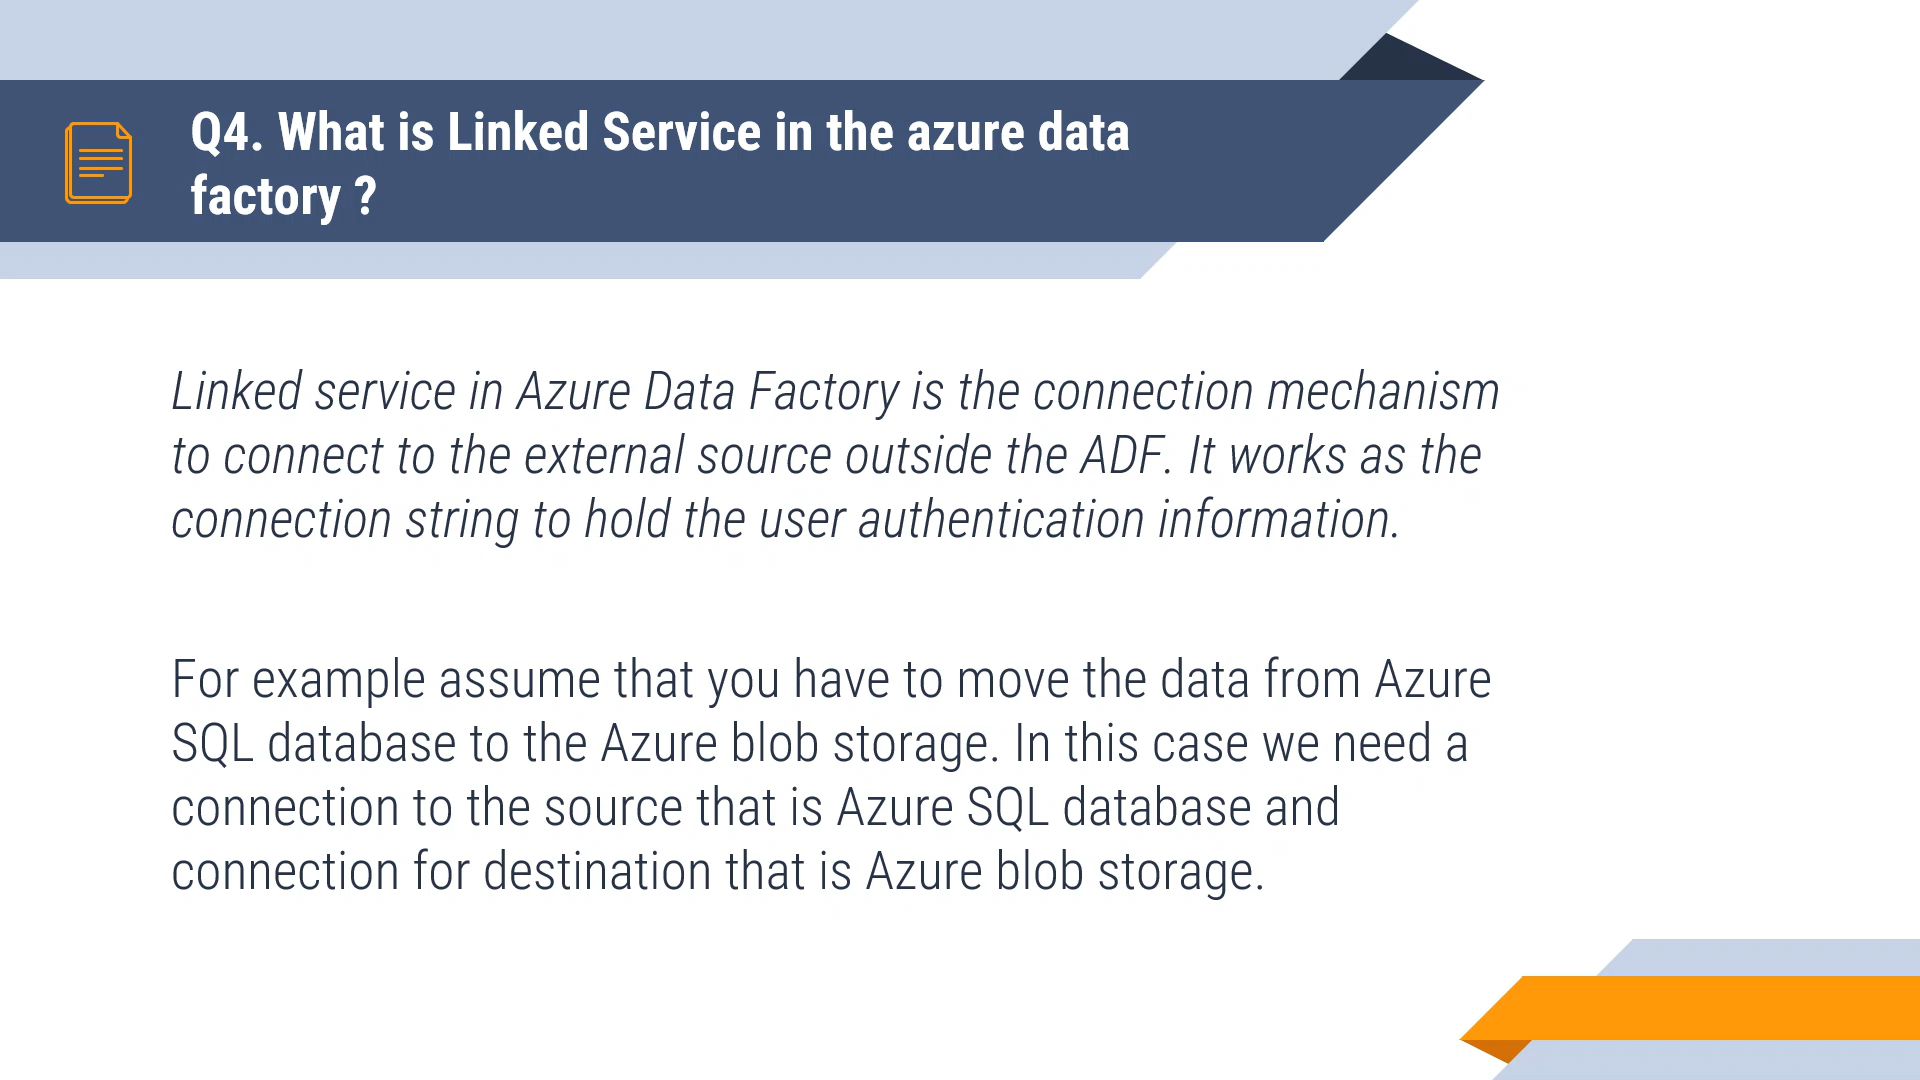 Q4. What is Linked Service in the azure data
factory ?
Linked service in Azure Data Factory is the connection mechanism
to connect to the external source outside the ADF. It works as the
connection string to hold the user authentication information.
For example assume that you have to move the data from Azure
SQL database to the Azure blob storage. In this case we need a
connection to the source that is Azure SQL database and
connection for destination that is Azure blob storage.